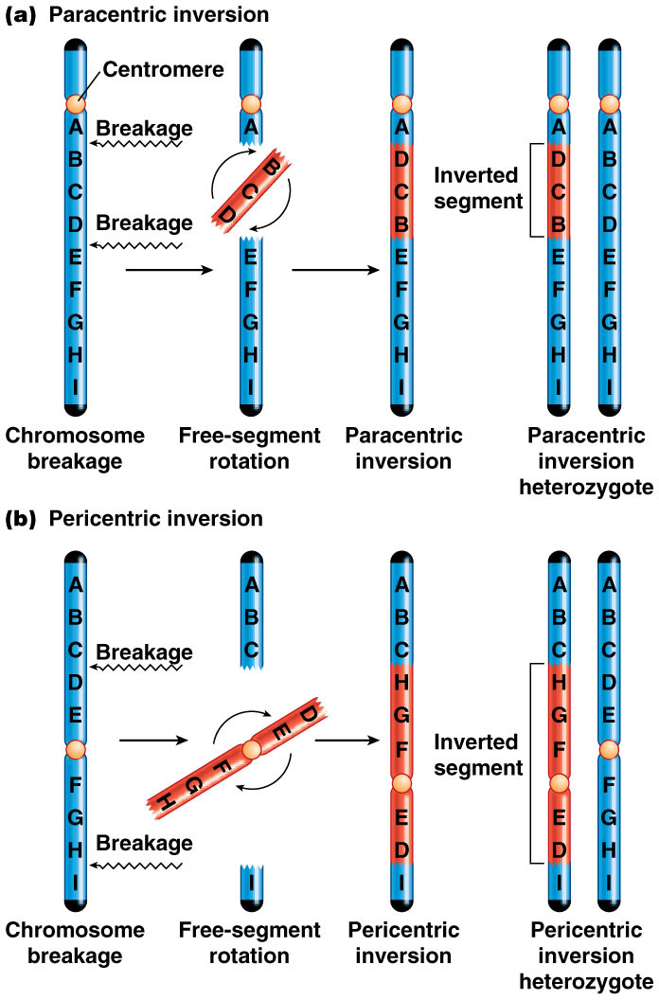 (a) Paracentric inversion
Centromere
Breakage
Breakage
A
B
C
D
E
F
G
H
I
A
B
C
D
E
F
G
H
I
A
D
C
B
E
F
G
H
I
Inverted
segment
A
D
C
B
E
F
G
H
I
A
B
C
D
E
F
G
H
I
Chromosome
breakage
Free-segment
rotation
Paracentric
inversion
Paracentric
inversion
heterozygote
(b) Pericentric inversion
A
B
C
D
E
F
G
H
I
Breakage
Breakage
A
B
C
D
E
F
G
H
I
A
B
C
H
G
F
E
D
I
Inverted
segment
A
B
C
H
G
F
E
D
I
A
B
C
D
E
F
G
H
I
Chromosome
breakage
Free-segment
rotation
Pericentric
inversion
Pericentric
inversion
heterozygote